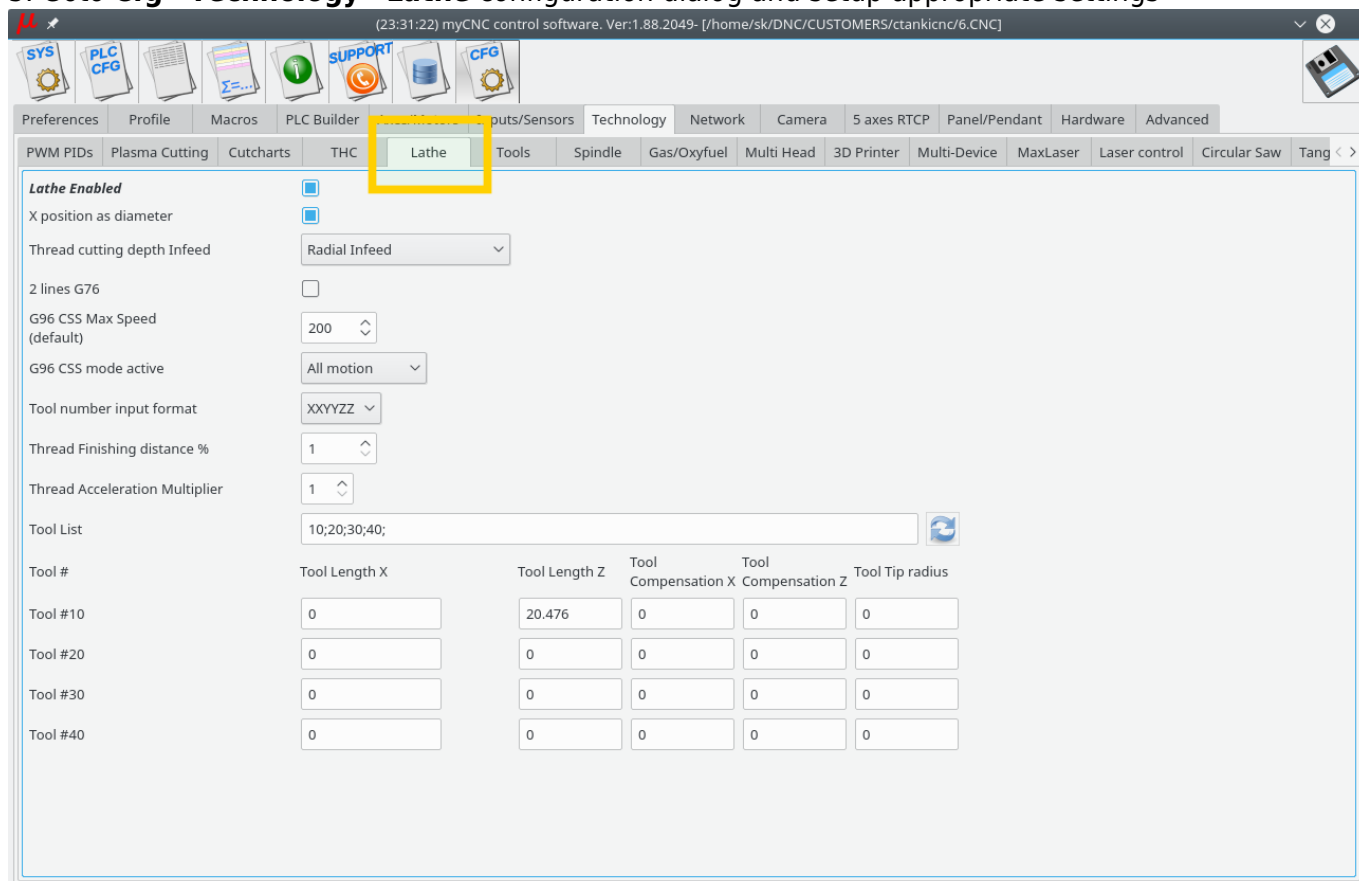 (23:31:22) myCNC control software. Ver:1.88.2049- [/home/sk/DNC/CUSTOMERS/ctankicnc/6.CNC]
SYS PLC CFG Σ=... SUPPORT CFG
Preferences Profile Macros PLC Builder Inputs/Sensors Technology Network Camera 5 axes RTCP Panel/Pendant Hardware Advanced
PWM PIDs Plasma Cutting Cutcharts THC Lathe Tools Spindle Gas/Oxyfuel Multi Head 3D Printer Multi-Device MaxLaser Laser control Circular Saw Tang
Lathe Enabled
X position as diameter
Thread cutting depth Infeed Radial Infeed
2 lines G76
G96 CSS Max Speed
(default) 200
G96 CSS mode active All motion
Tool number input format XXYYZZ
Thread Finishing distance % 1
Thread Acceleration Multiplier 1
Tool List 10;20;30;40;
Tool # Tool Length X Tool Length Z Tool Compensation X Tool Compensation Z Tool Tip radius
Tool #10 0 20.476 0 0 0
Tool #20 0 0 0 0 0
Tool #30 0 0 0 0 0
Tool #40 0 0 0 0 0